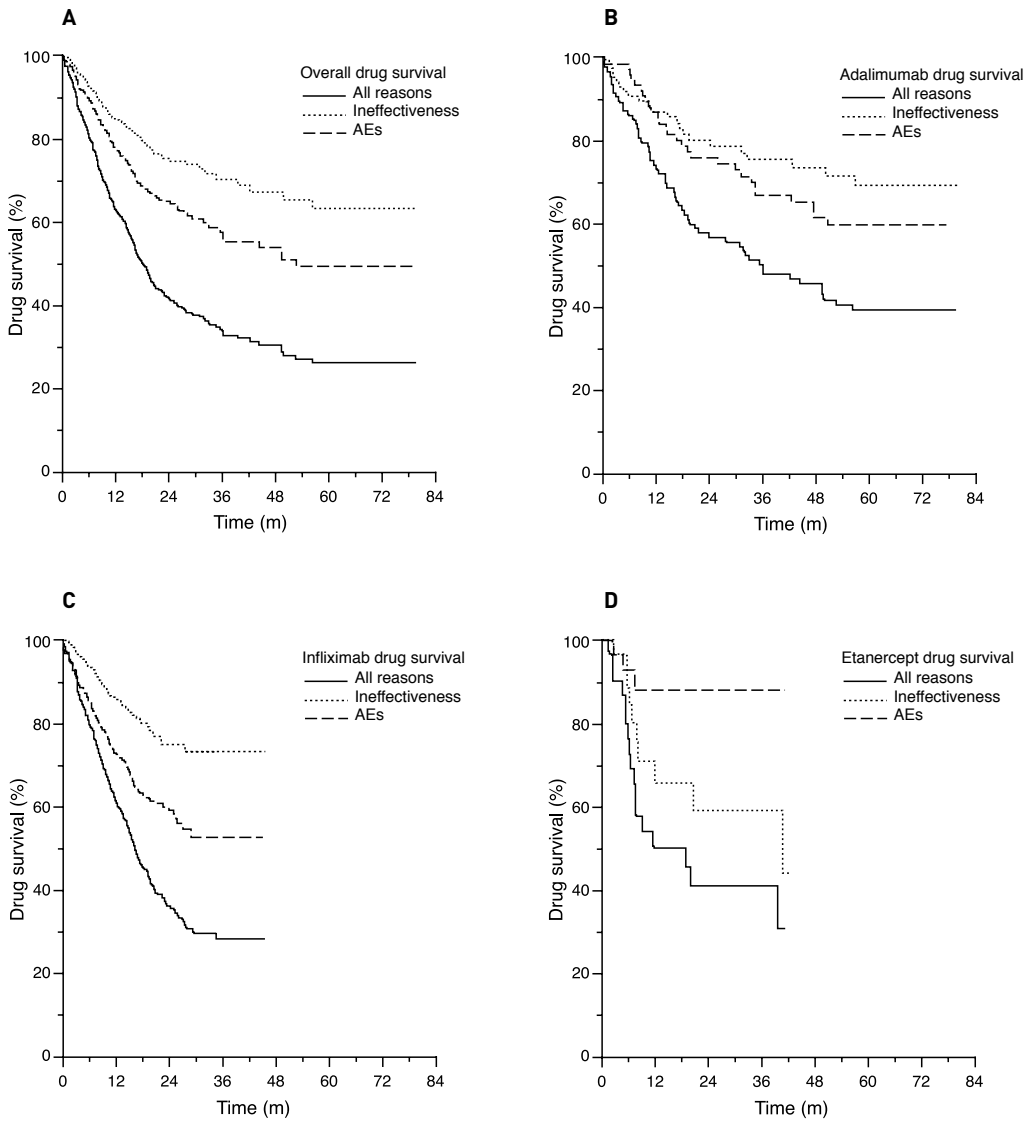 A
Overall drug survival
All reasons
Ineffectiveness
AEs
100
80
60
40
20
0
Drug survival (%)
0 12 24 36 48 60 72 84
Time (m)
B
Adalimumab drug survival
All reasons
Ineffectiveness
AEs
100
80
60
40
20
0
Drug survival (%)
0 12 24 36 48 60 72 84
Time (m)
C
Infliximab drug survival
All reasons
Ineffectiveness
AEs
100
80
60
40
20
0
Drug survival (%)
0 12 24 36 48 60 72 84
Time (m)
D
Etanercept drug survival
All reasons
Ineffectiveness
AEs
100
80
60
40
20
0
Drug survival (%)
0 12 24 36 48 60 72 84
Time (m)